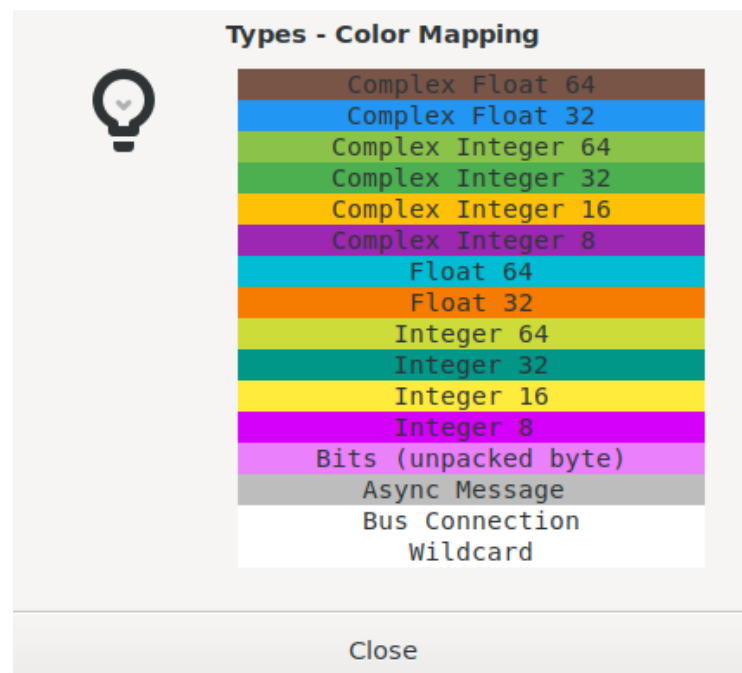 Types - Color Mapping
Complex Float 64
Complex Float 32
Complex Integer 64
Complex Integer 32
Complex Integer 16
Complex Integer 8
Float 64
Float 32
Integer 64
Integer 32
Integer 16
Integer 8
Bits (unpacked byte)
Async Message
Bus Connection
Wildcard
Close